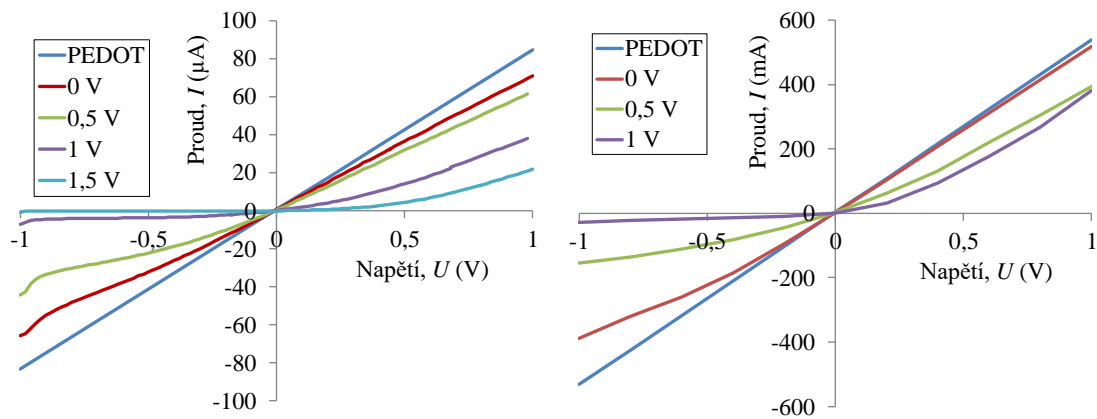 PEDOT
0 V
0,5 V
1 V
1,5 V
Proud, I (µA)
100
80
60
40
20
0
-20
-40
-60
-80
-100
-1
-0,5
0
0,5
1
Napětí, U (V)
PEDOT
0 V
0,5 V
1 V
Proud, I (mA)
600
400
200
0
-200
-400
-600
-1
-0,5
0
0,5
1
Napětí, U (V)